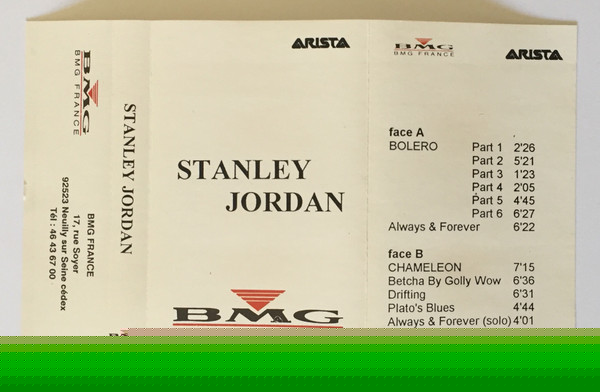 BMG
BMG FRANCE
STANLEY JORDAN
BMG FRANCE
17, rue Soyer
92523 Neuilly sur Seine cédex
Tél : 46 43 67 00
ARISTA
STANLEY
JORDAN
BMG
BMG
BMG FRANCE
ARISTA
face A
BOLERO Part 1 2'26
Part 2 5'21
Part 3 1'23
Part 4 2'05
Part 5 4'45
Part 6 6'27
Always & Forever 6'22
face B
CHAMELEON 7'15
Betcha By Golly Wow 6'36
Drifting 6'31
Plato's Blues 4'44
Always & Forever (solo) 4'01